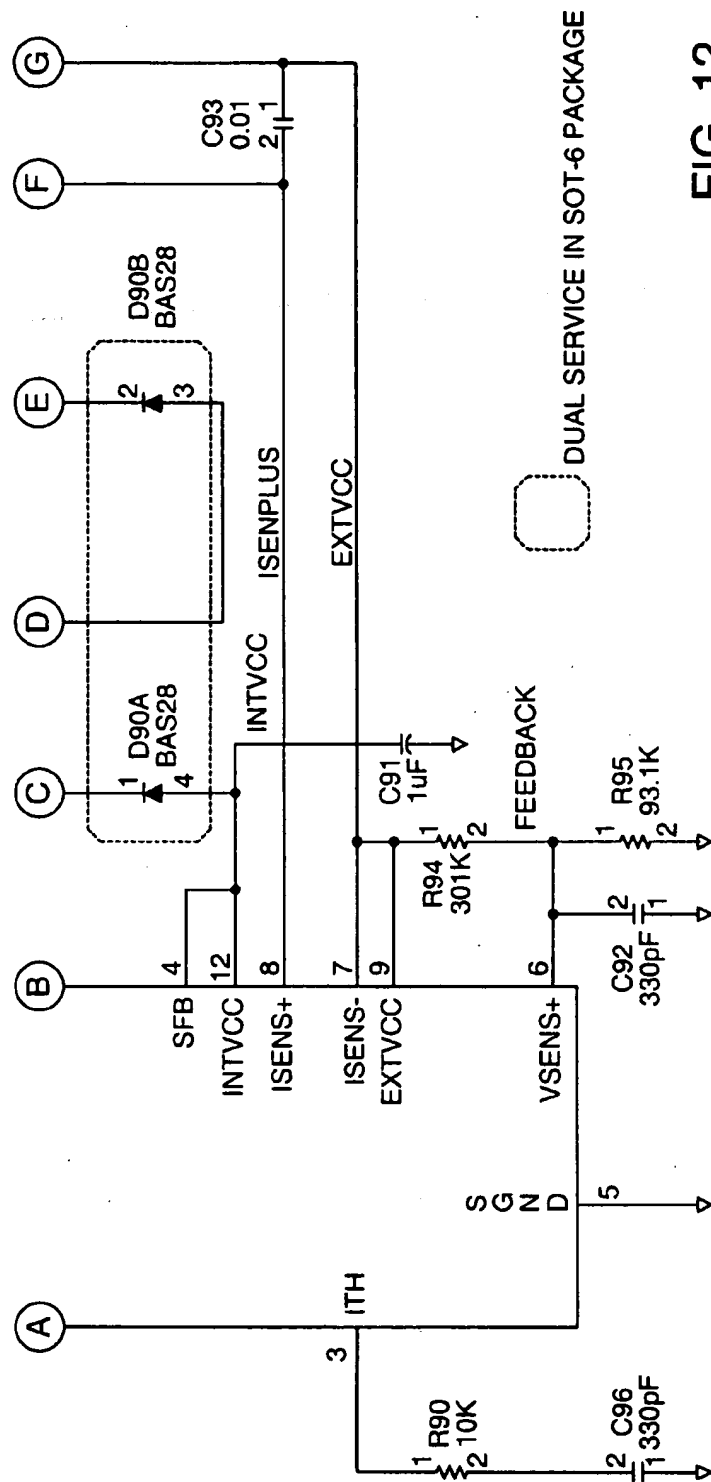 A
B
C
D
E
F
G
D90A
BAS28
D90B
BAS28
C93
0.01
1
4
2
3
2 1
SFB
4
INTVCC
12
INTVCC
ISENS+
8
ISENPLUS
ITH
3
ISENS-
7
EXTVCC
EXTVCC
9
C91
1uF
R94
301K
1
2
R90
10K
1
2
FEEDBACK
VSENS+
6
S
G
N
D
5
DUAL SERVICE IN SOT-6 PACKAGE
C96
330pF
2
1
C92
330pF
2
1
R95
93.1K
1
2
FIG 12